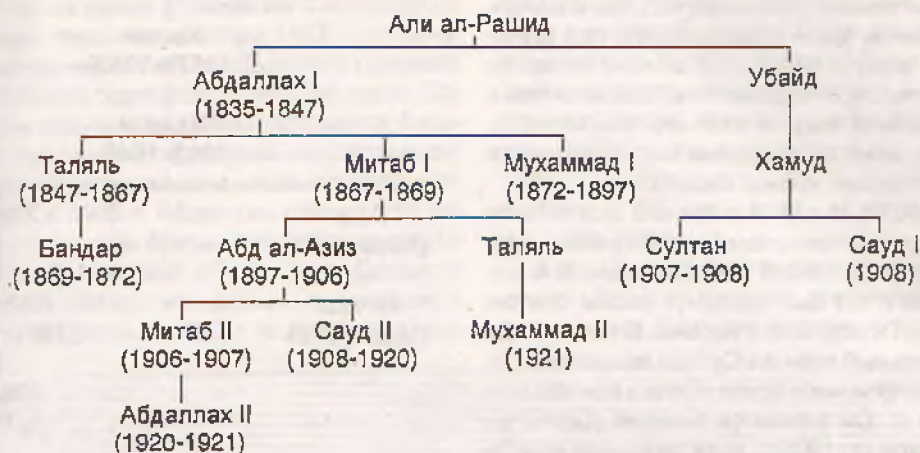 Али ал-Рашид
Абдаллах I
(1835-1847)
Убайд
Таляль
(1847-1867)
Митаб I
(1867-1869)
Мухаммад I
(1872-1897)
Хамуд
Бандар
(1869-1872)
Абд ал-Азиз
(1897-1906)
Таляль
Султан
(1907-1908)
Сауд I
(1908)
Митаб II
(1906-1907)
Сауд II
(1908-1920)
Мухаммад II
(1921)
Абдаллах II
(1920-1921)